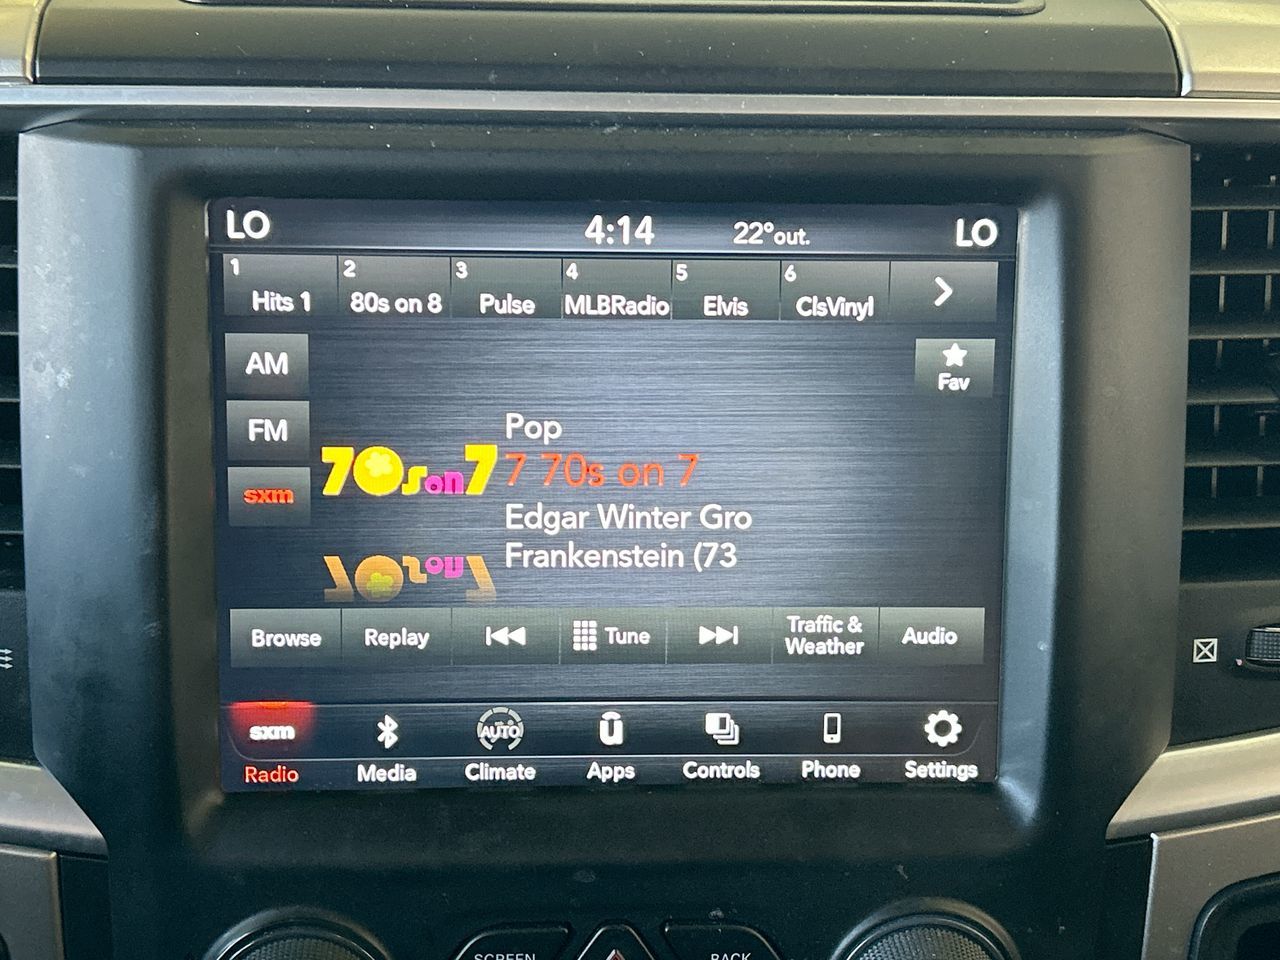 LO 4:14 22°out. LO
1 2 3 4 5 6
Hits 1 80s on 8 Pulse MLBRadio Elvis ClsVinyl
AM
Fav
FM
Pop
70s on 7
7 70s on 7
sxm
Edgar Winter Gro
Frankenstein (73
Browse Replay Tune Traffic & Weather Audio
sxm AUTO
Radio Media Climate Apps Controls Phone Settings
SCREEN BACK